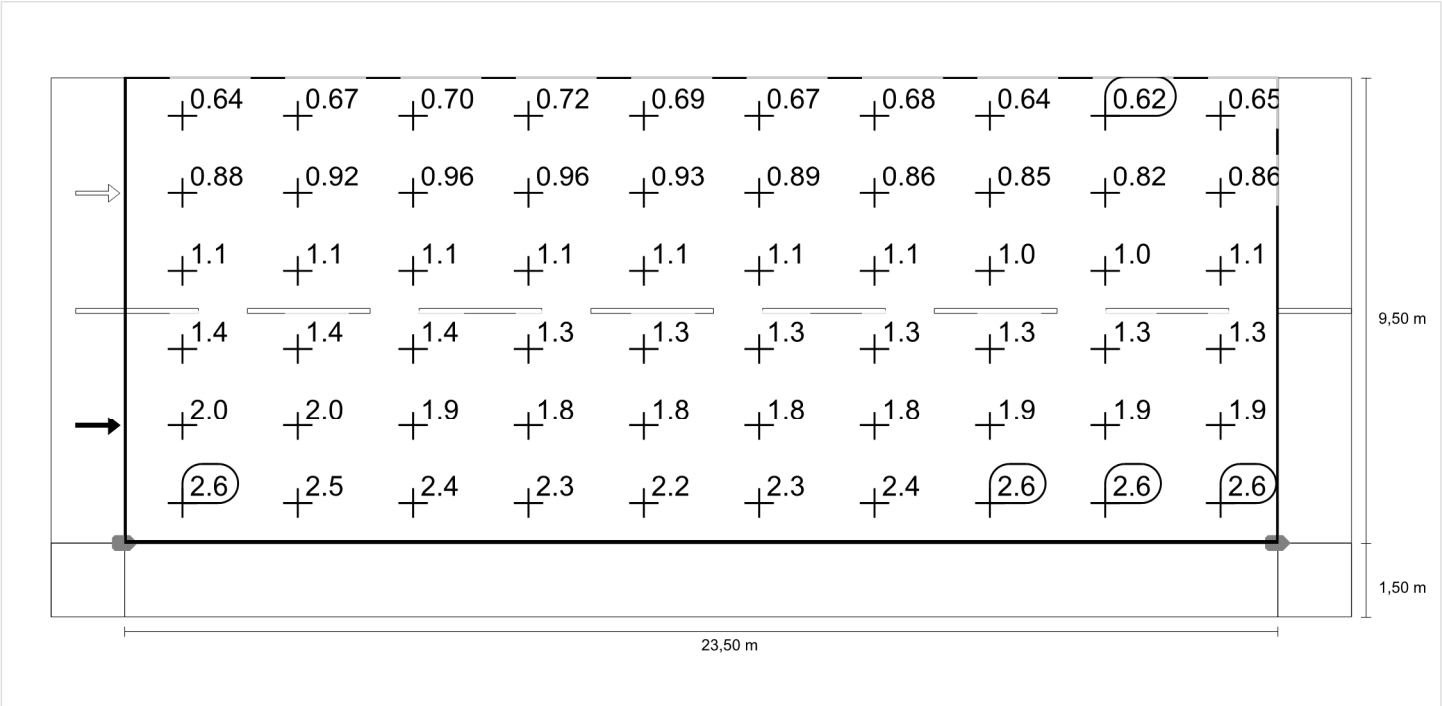 0.64 0.67 0.70 0.72 0.69 0.67 0.68 0.64 0.62 0.65
0.88 0.92 0.96 0.96 0.93 0.89 0.86 0.85 0.82 0.86
1.1 1.1 1.1 1.1 1.1 1.1 1.1 1.0 1.0 1.1
9,50 m
1.4 1.4 1.4 1.3 1.3 1.3 1.3 1.3 1.3 1.3
2.0 2.0 1.9 1.8 1.8 1.8 1.8 1.9 1.9 1.9
2.6 2.5 2.4 2.3 2.2 2.3 2.4 2.6 2.6 2.6
1,50 m
23,50 m